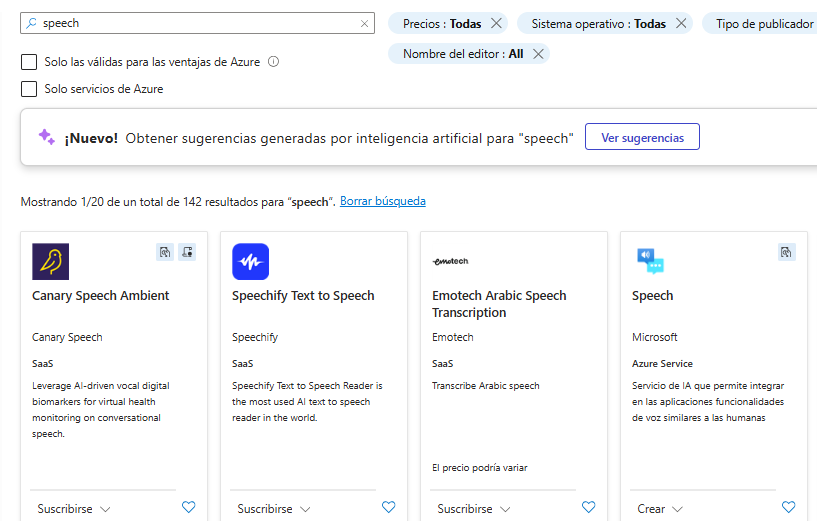 speech
Precios : Todas
Sistema operativo : Todas
Tipo de publicador
Nombre del editor : All
Solo las válidas para las ventajas de Azure
Solo servicios de Azure
¡Nuevo! Obtener sugerencias generadas por inteligencia artificial para "speech"
Ver sugerencias
Mostrando 1/20 de un total de 142 resultados para “speech”. Borrar búsqueda
Canary Speech Ambient
Canary Speech
SaaS
Leverage AI-driven vocal digital
biomarkers for virtual health
monitoring on conversational
speech.
Suscribirse
Speechify Text to Speech
Speechify
SaaS
Speechify Text to Speech Reader is
the most used AI text to speech
reader in the world.
Suscribirse
emotech
Emotech Arabic Speech
Transcription
Emotech
SaaS
Transcribe Arabic speech
El precio podría variar
Suscribirse
Speech
Microsoft
Azure Service
Servicio de IA que permite integrar
en las aplicaciones funcionalidades
de voz similares a las humanas
Crear